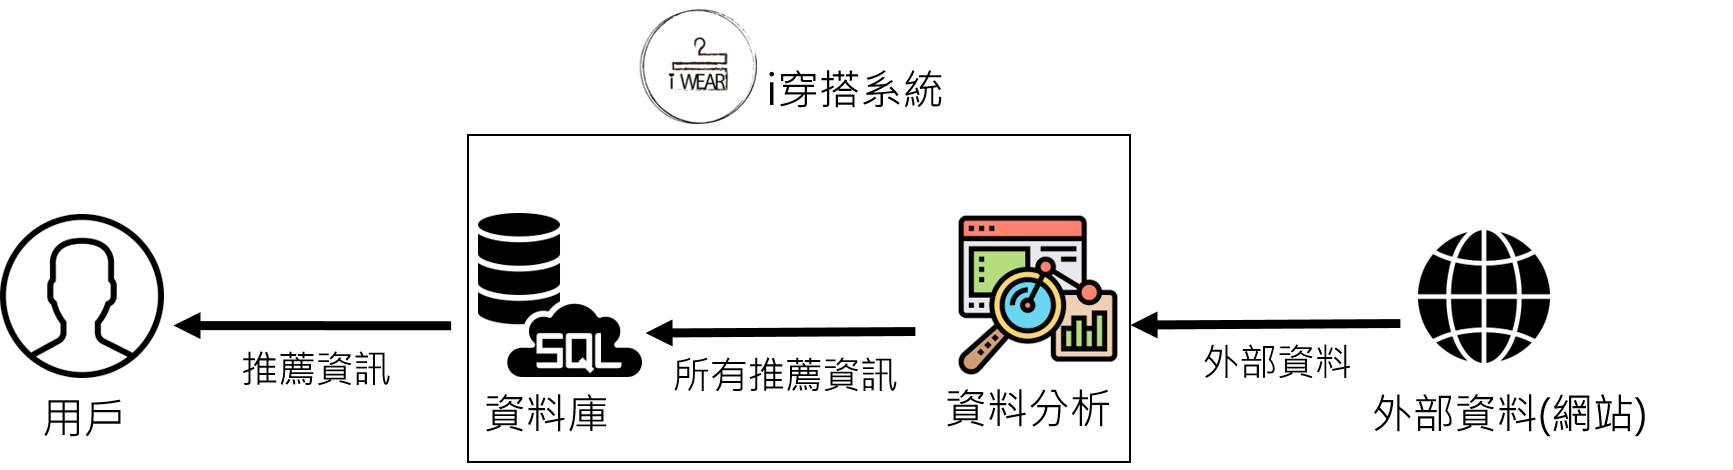 i WEAR
i穿搭系統
推薦資訊
所有推薦資訊
外部資料
SQL
用戶
資料庫
資料分析
外部資料(網站)